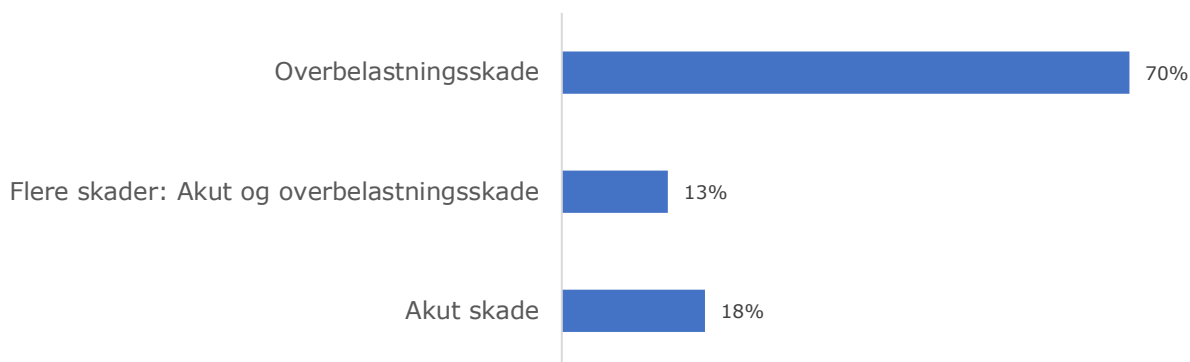 Overbelastningsskade
70%
Flere skader: Akut og overbelastningsskade
13%
Akut skade
18%